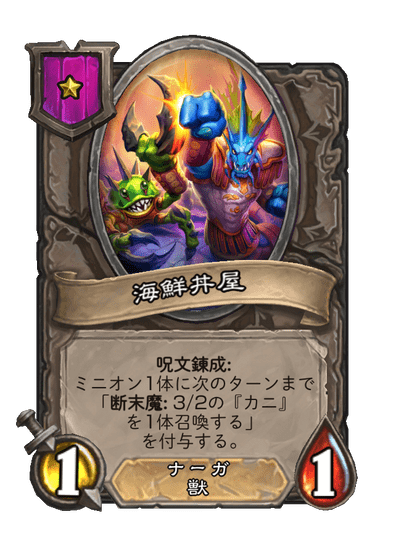 海鮮丼屋
呪文錬成:
ミニオン1体に次のターンまで
「断末魔: 3/2の『カニ』
を1体召喚する」
を付与する。
ナーガ
獣
1
1